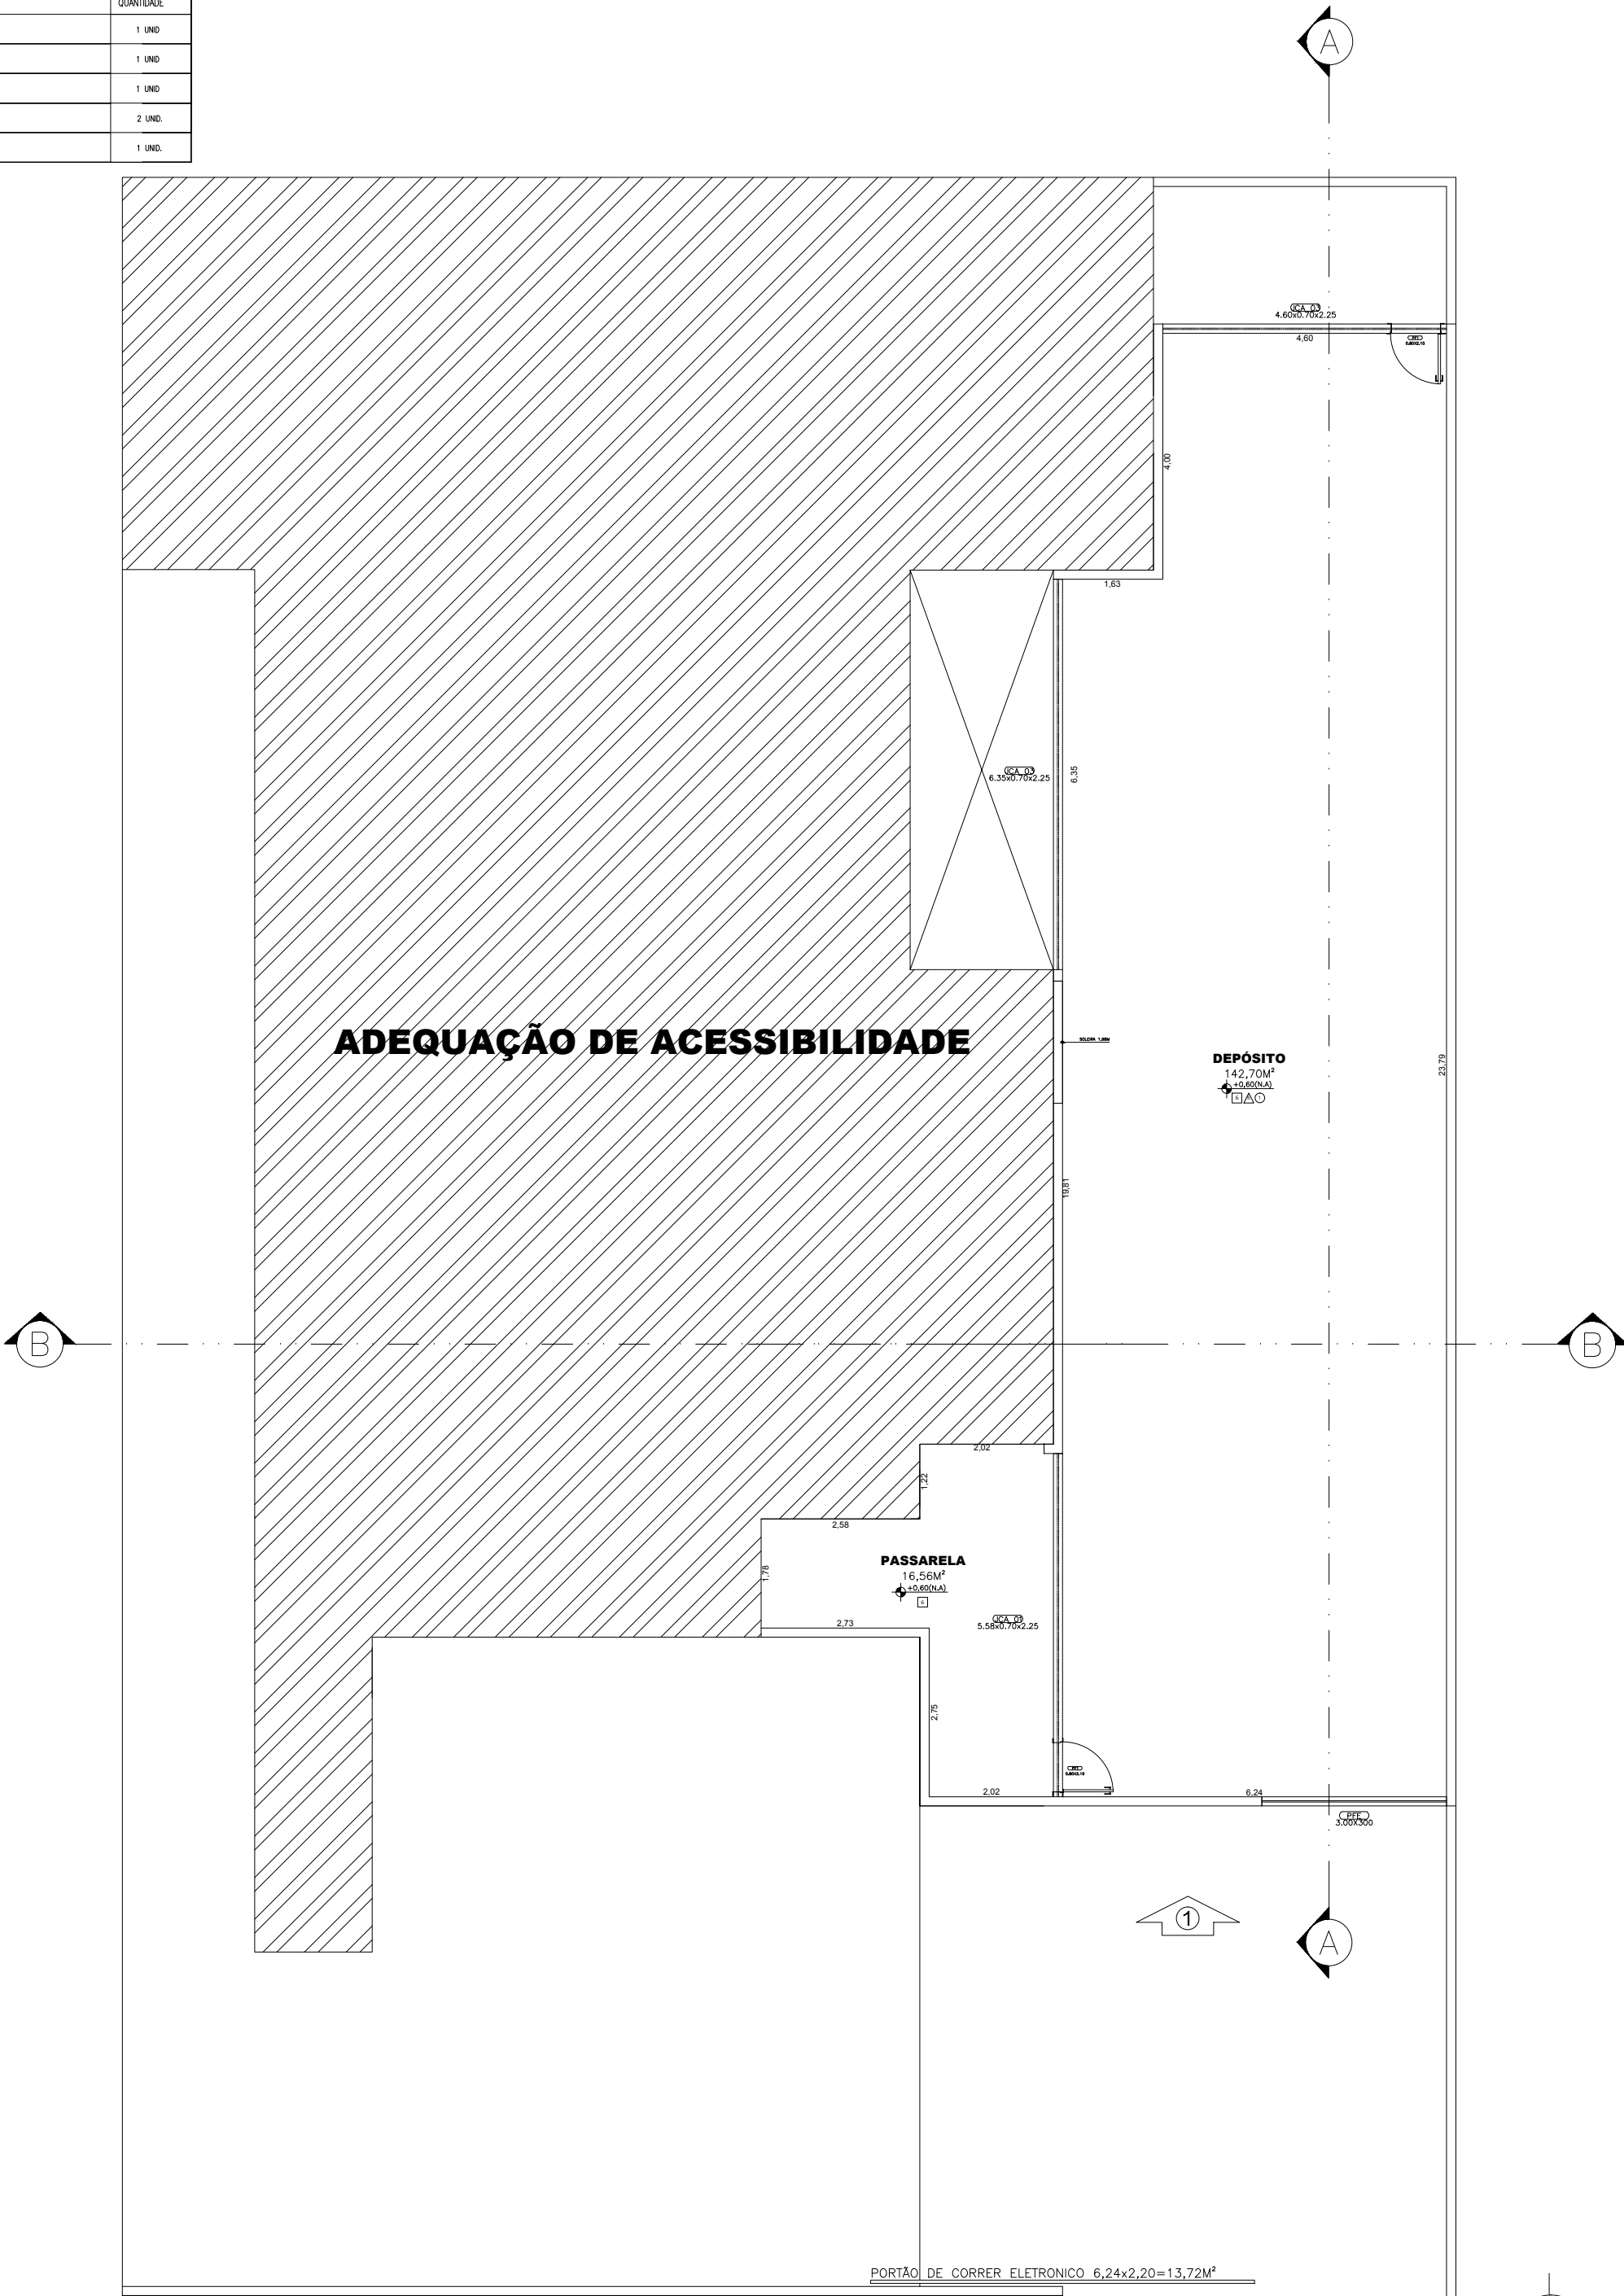 QUANTIDADE
1 UNID
1 UNID
1 UNID
2 UNID.
1 UNID.
A
JCA_03
4.60x0.70x2.25
4,60
4,00
1,63
JCA_03
6.35x0.70x2.25
6,35
ADEQUAÇÃO DE ACESSIBILIDADE
DEPÓSITO
142,70M²
+0,60(N.A)
23,79
19,81
B
B
2,02
1,22
2,58
PASSARELA
16,56M²
+0,60(N.A)
1,78
JCA_01
5.58x0.70x2.25
2,73
2,75
2,02
6,24
PFE
3.00X300
1
A
PORTÃO DE CORRER ELETRONICO 6,24x2,20=13,72M²